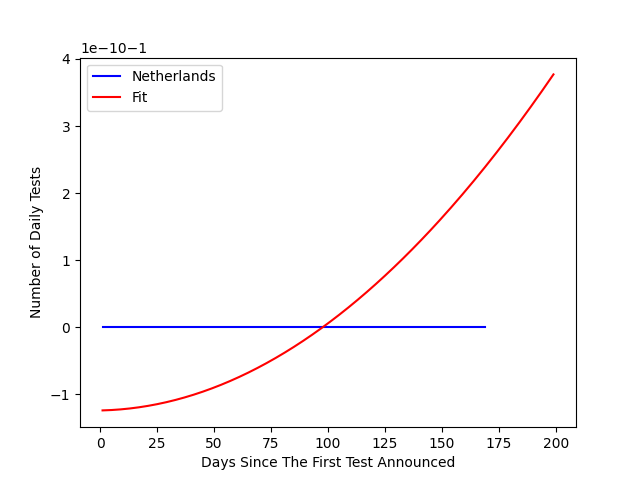 1e−10−1
4
3
2
1
0
−1
0 25 50 75 100 125 150 175 200
Number of Daily Tests
Days Since The First Test Announced
Netherlands
Fit